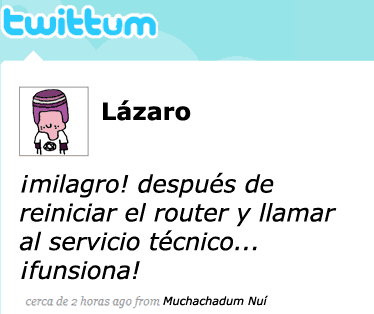 twittum
Lázaro
¡milagro! después de
reiniciar el router y llamar
al servicio técnico...
¡funsiona!
cerca de 2 horas ago from Muchachadum Nuí